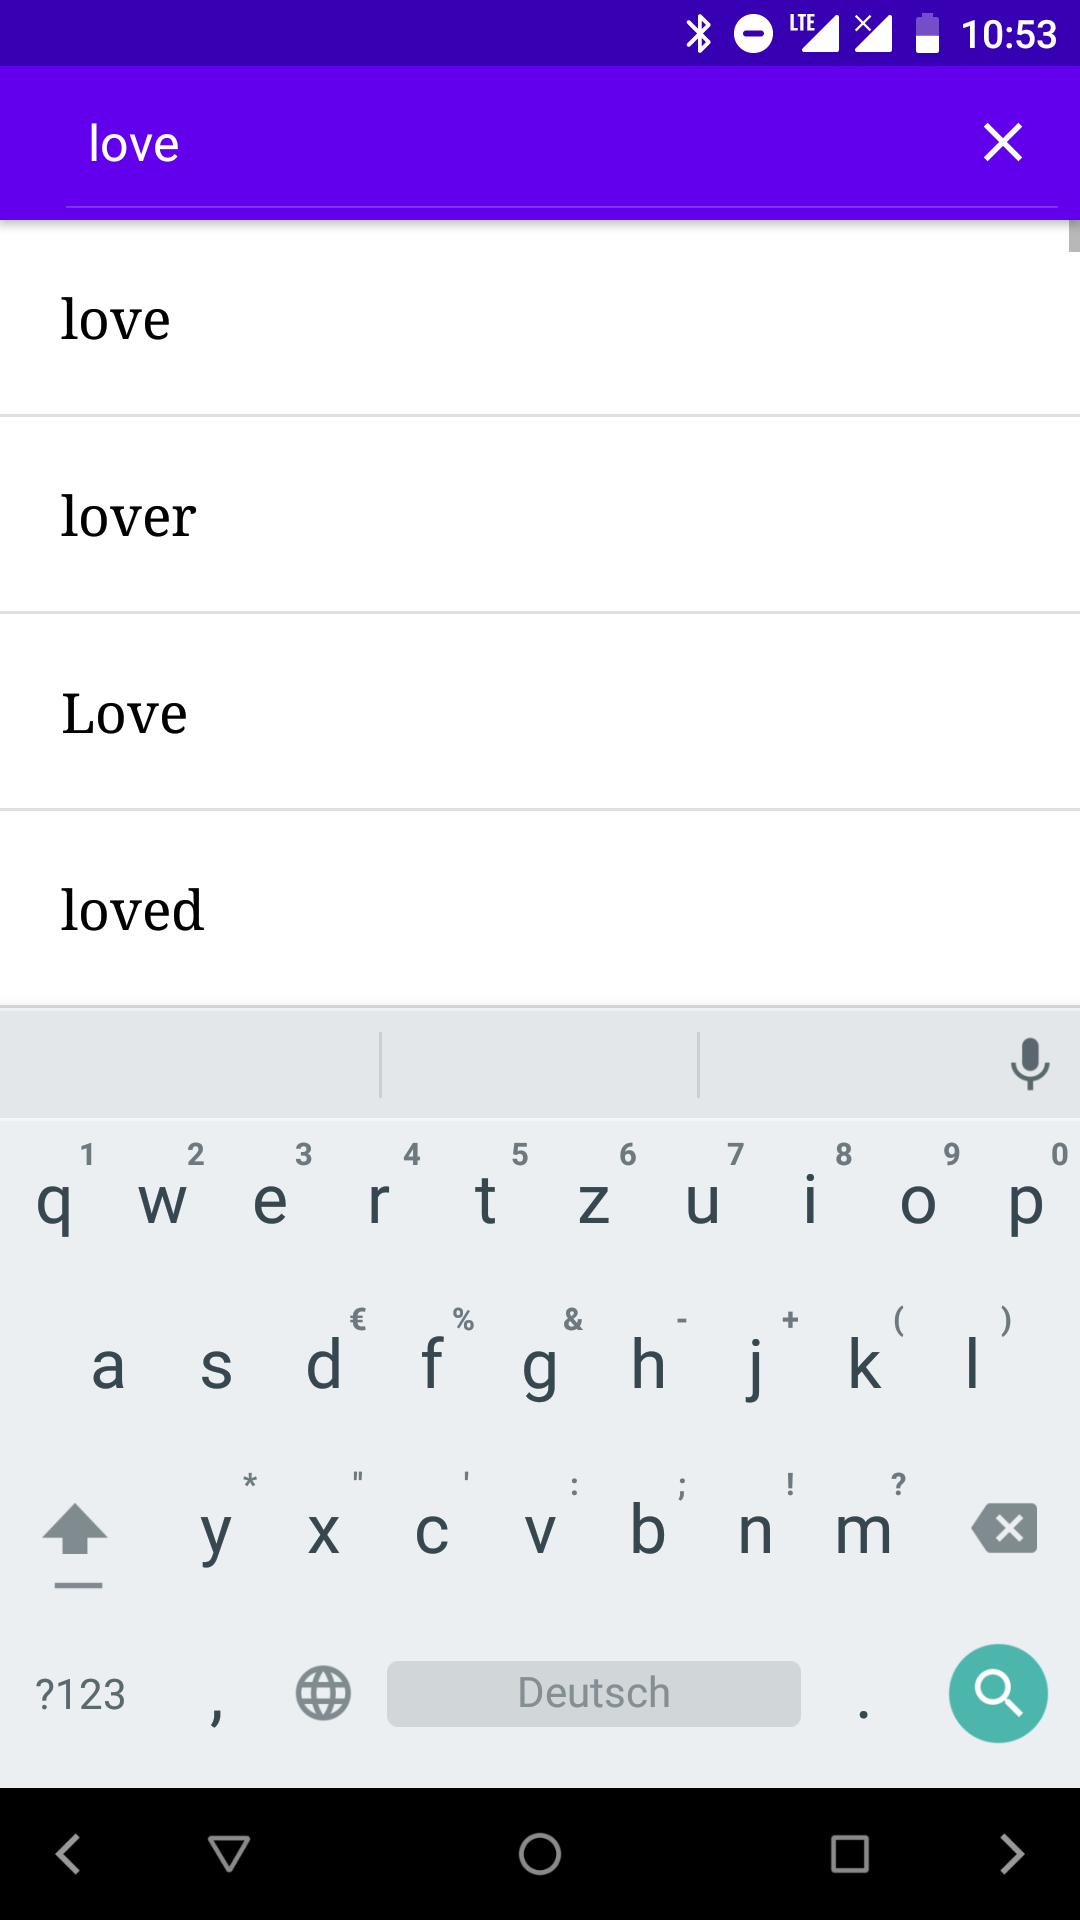 LTE 10:53
love
love
lover
Love
loved
1 2 3 4 5 6 7 8 9 0
q w e r t z u i o p
€ % & - + ( )
a s d f g h j k l
* " ' : ; ! ?
y x c v b n m
?123 , Deutsch .